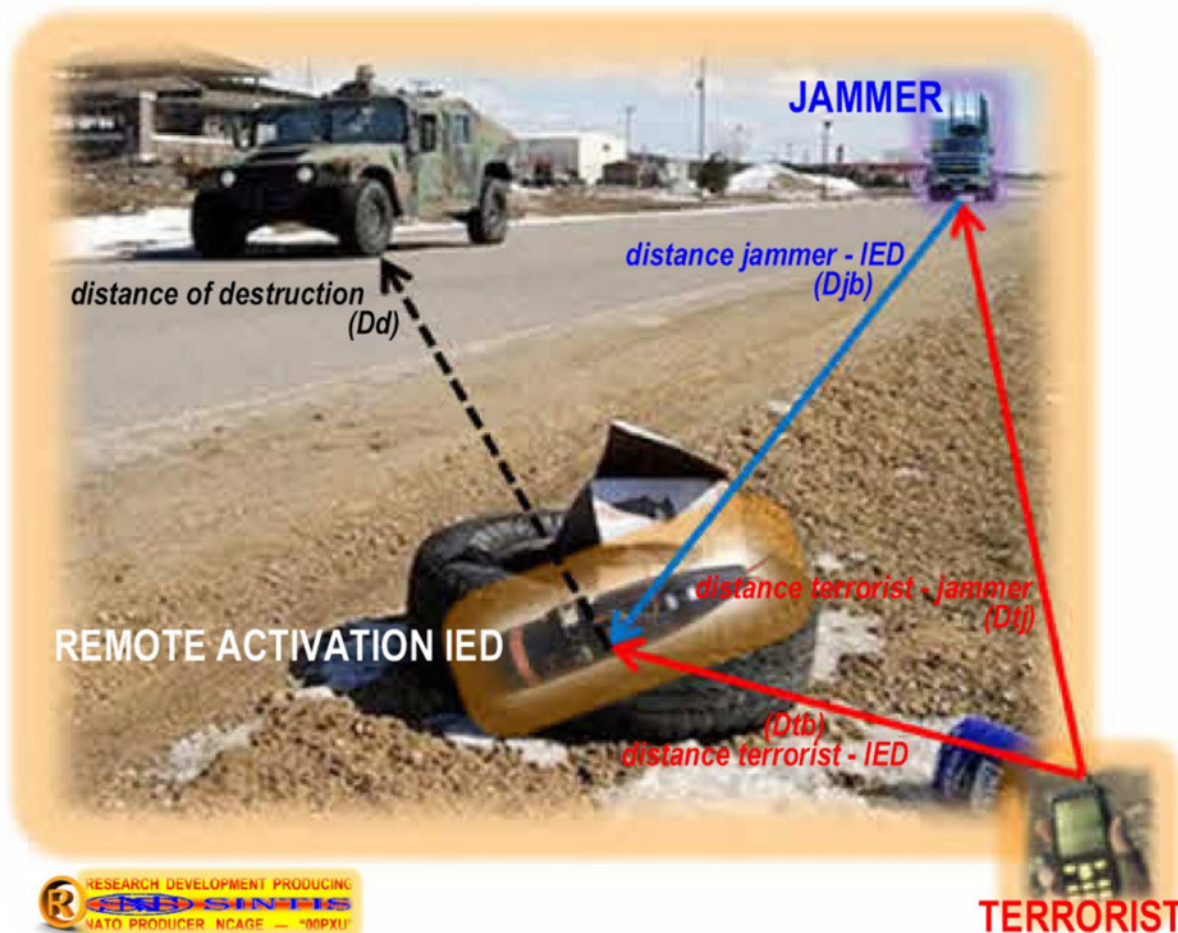 JAMMER
distance jammer - IED
(Djb)
distance of destruction
(Dd)
distance terrorist - jammer
(Dtj)
REMOTE ACTIVATION IED
(Dtb)
distance terrorist - IED
RESEARCH DEVELOPMENT PRODUCING
SINTIS
NATO PRODUCER NCAGE — "00PXU"
TERRORIST